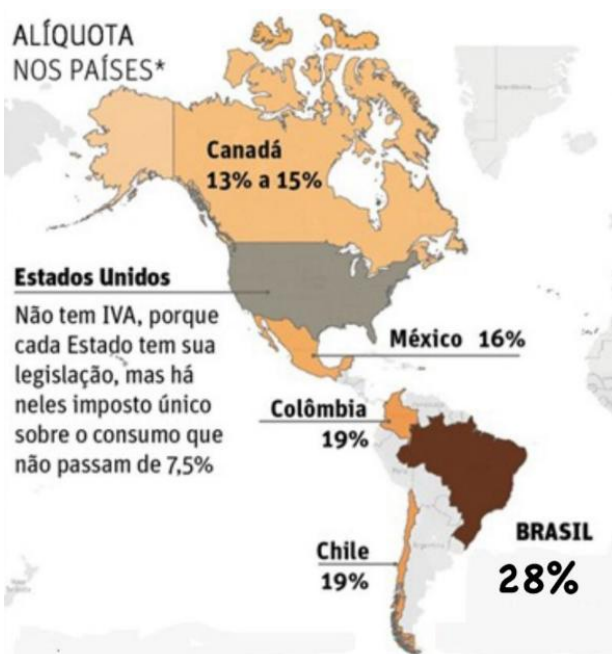 ALÍQUOTA
NOS PAÍSES*
Canadá
13% a 15%
Estados Unidos
Não tem IVA, porque
cada Estado tem sua
legislação, mas há
neles imposto único
sobre o consumo que
não passam de 7,5%
México 16%
Colômbia
19%
BRASIL
28%
Chile
19%
Argentina